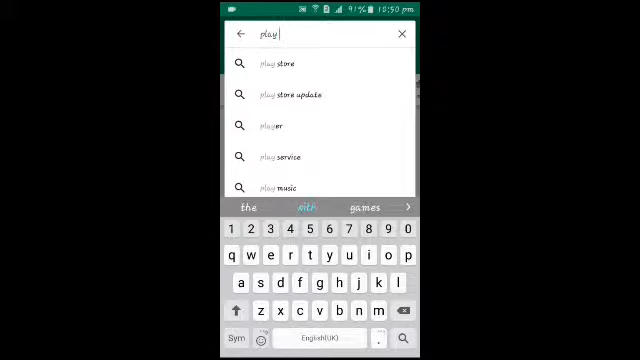 91% 10:50 pm
play
play store
play store update
player
play service
play music
the with games
1 2 3 4 5 6 7 8 9 0
q w e r t y u i o p
a s d f g h j k l
z x c v b n m
Sym English(UK) .